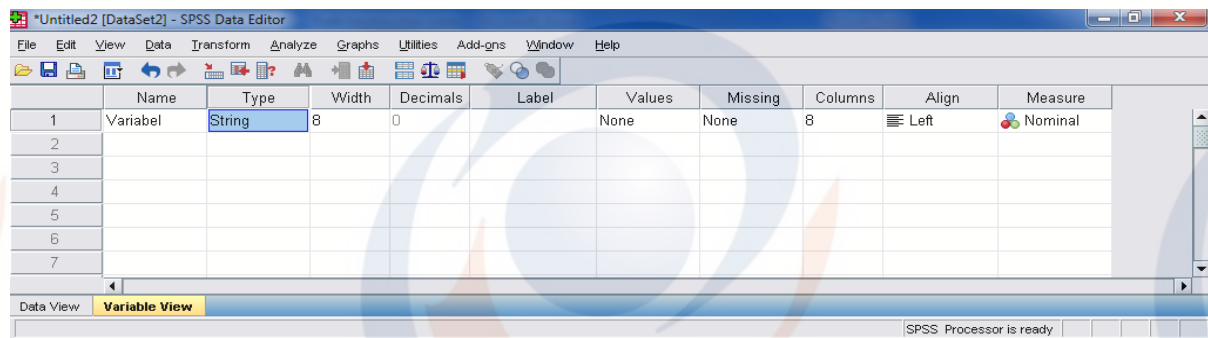 *Untitled2 [DataSet2] - SPSS Data Editor
File Edit View Data Transform Analyze Graphs Utilities Add-ons Window Help
Name Type Width Decimals Label Values Missing Columns Align Measure
1 Variabel String 8 0 None None 8 Left Nominal
2
3
4
5
6
7
Data View Variable View
SPSS Processor is ready